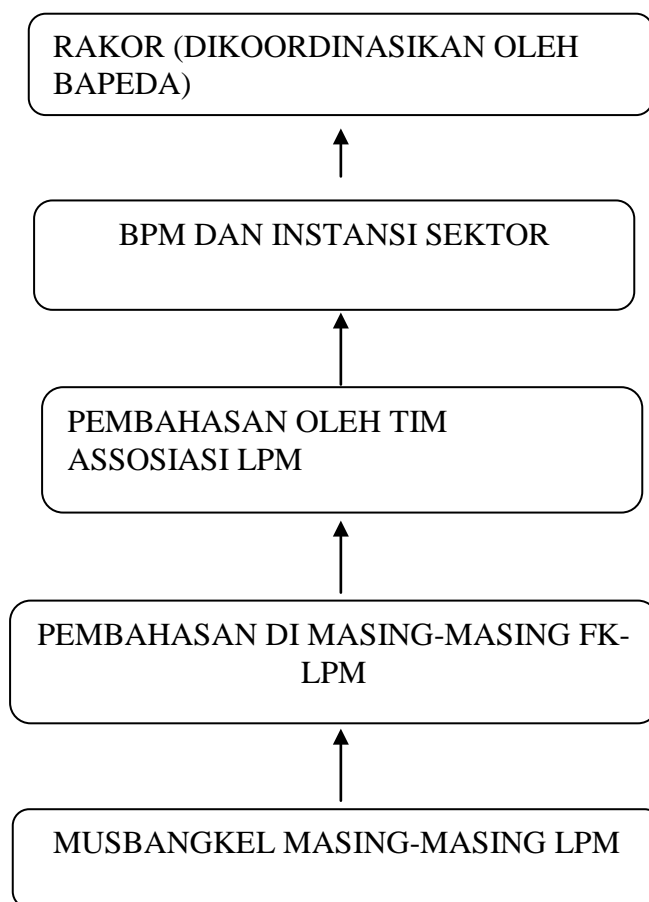 RAKOR (DIKOORDINASIKAN OLEH
BAPEDA)
BPM DAN INSTANSI SEKTOR
PEMBAHASAN OLEH TIM
ASSOSIASI LPM
PEMBAHASAN DI MASING-MASING FK-
LPM
MUSBANGKEL MASING-MASING LPM